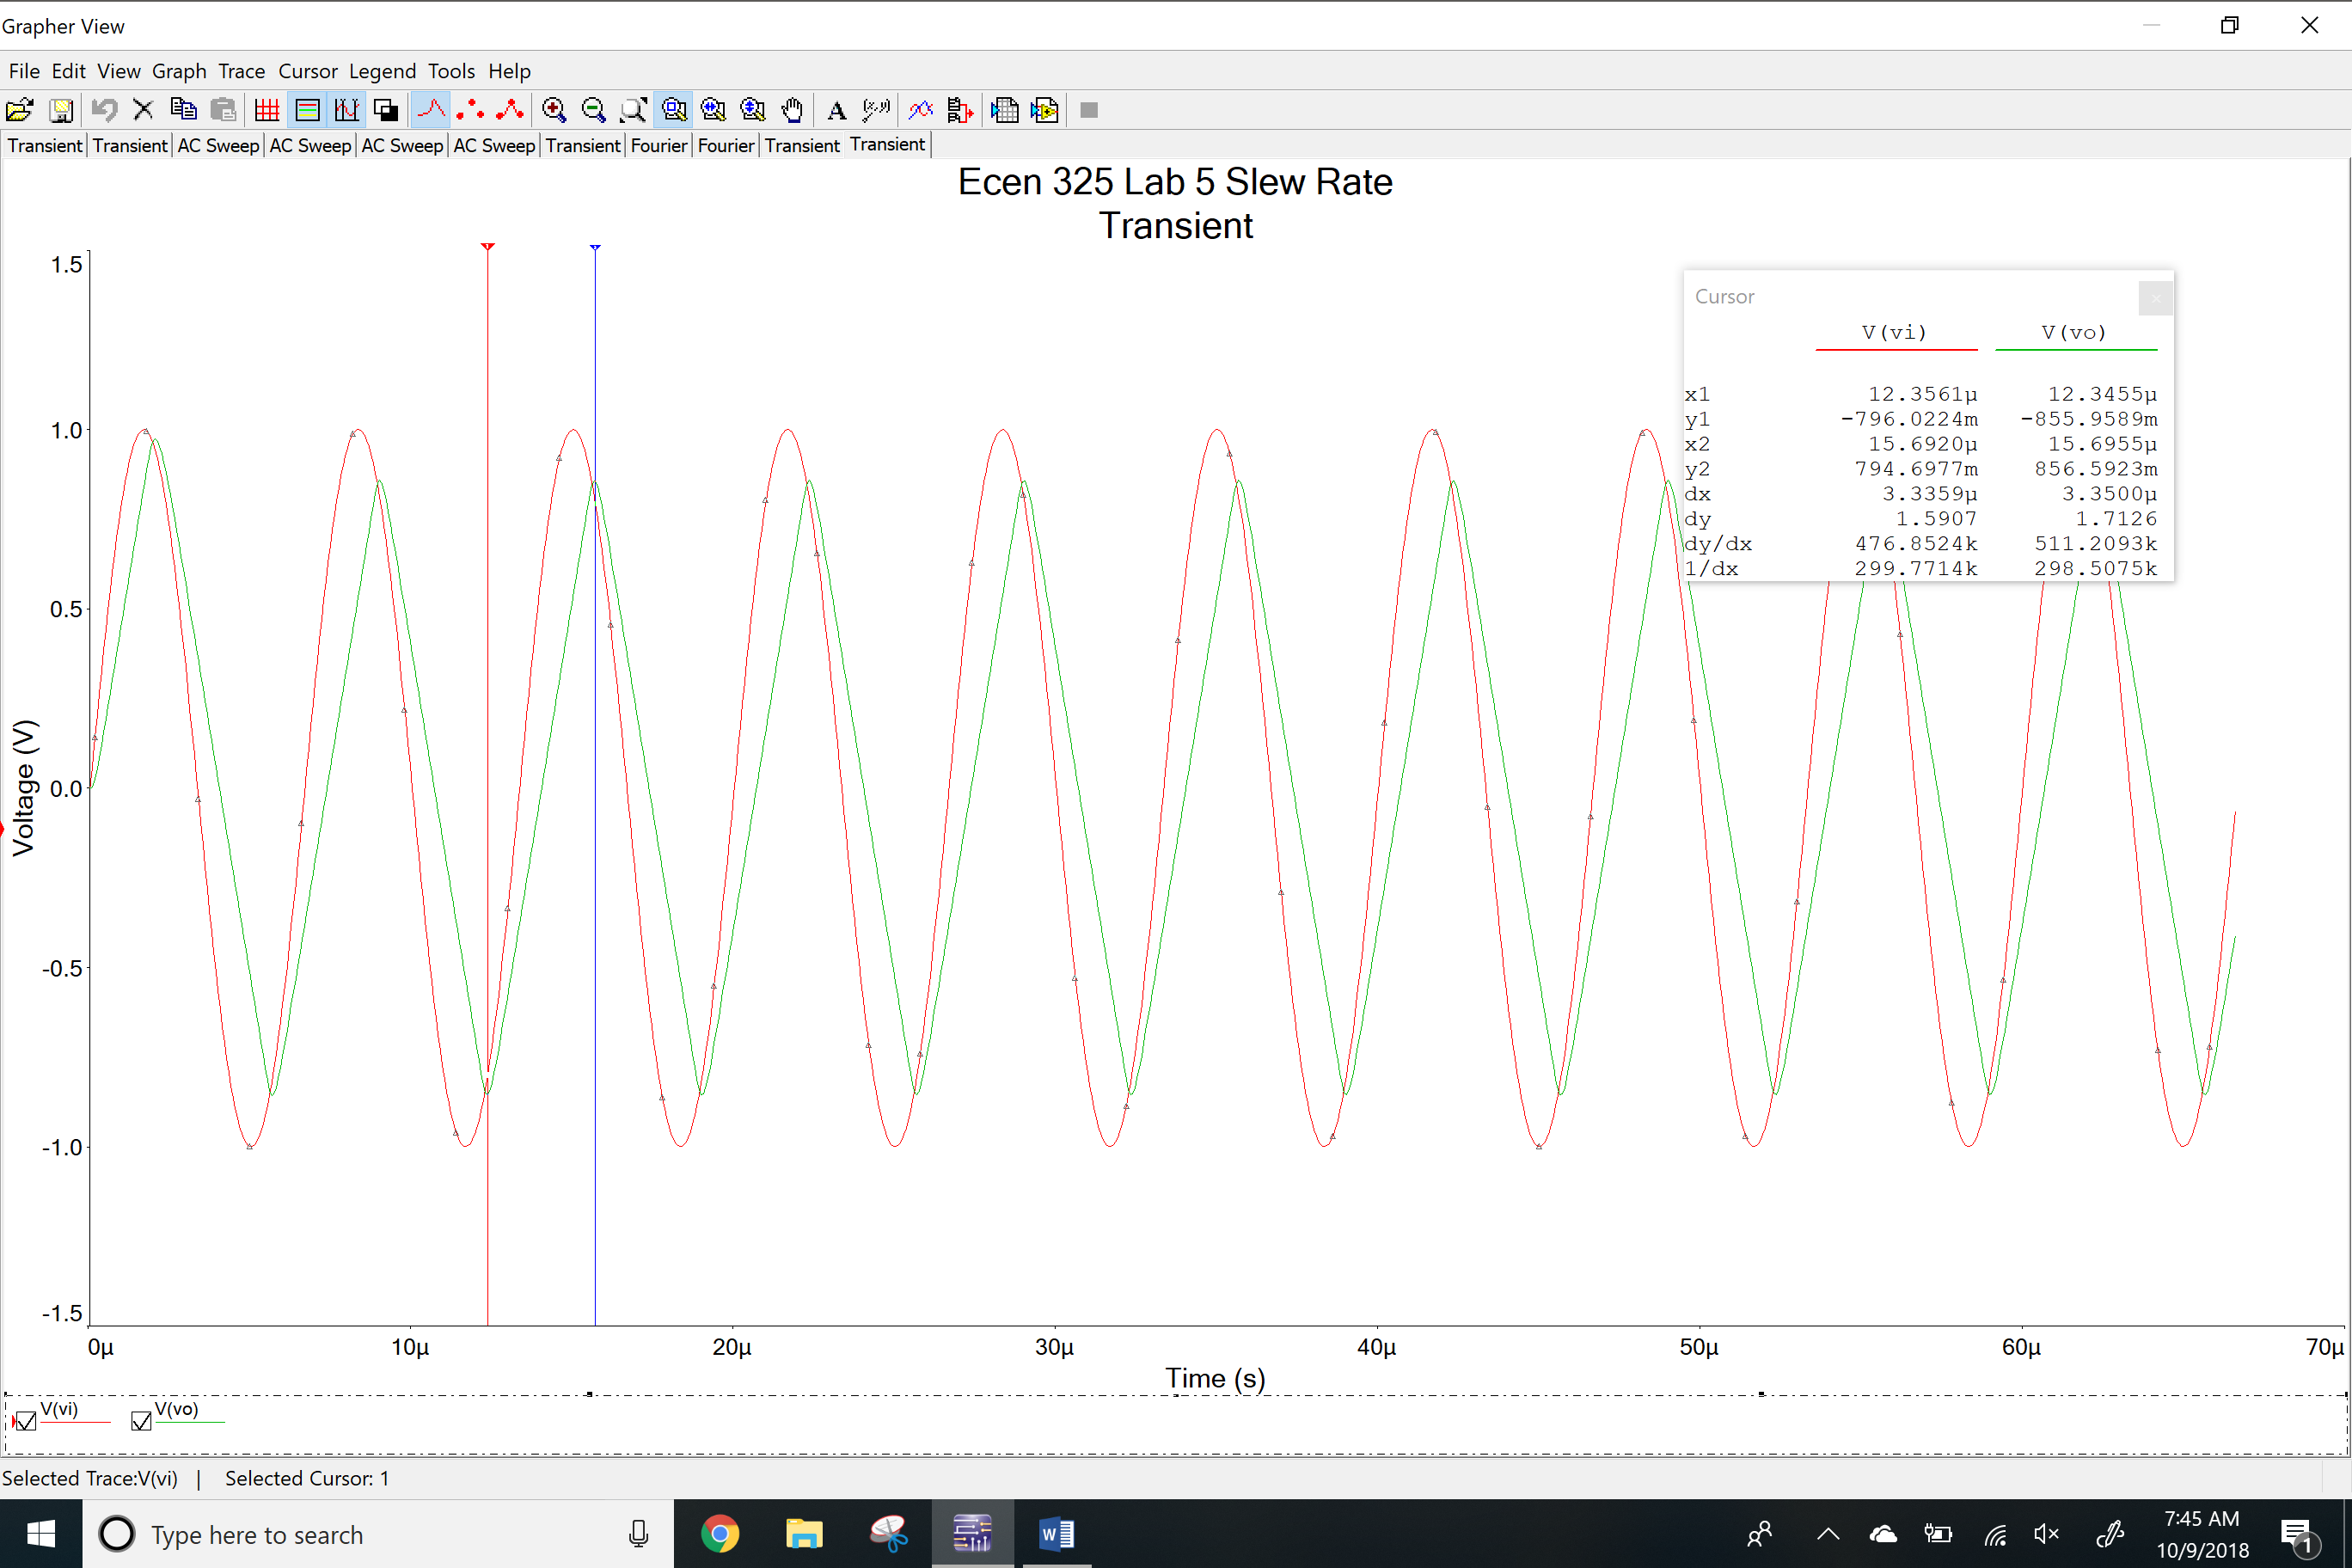 Grapher View
File Edit View Graph Trace Cursor Legend Tools Help
A
Transient Transient AC Sweep AC Sweep AC Sweep AC Sweep Transient Fourier Fourier Transient Transient
Ecen 325 Lab 5 Slew Rate
Transient
Cursor
V(vi) V(vo)
x1 12.3561µ 12.3455µ
y1 -796.0224m -855.9589m
x2 15.6920µ 15.6955µ
y2 794.6977m 856.5923m
dx 3.3359µ 3.3500µ
dy 1.5907 1.7126
dy/dx 476.8524k 511.2093k
1/dx 299.7714k 298.5075k
1.5
1.0
0.5
0.0
-0.5
-1.0
-1.5
Voltage (V)
0µ 10µ 20µ 30µ 40µ 50µ 60µ 70µ
Time (s)
V(vi) V(vo)
Selected Trace:V(vi) | Selected Cursor: 1
Type here to search
W
7:45 AM
10/9/2018
1